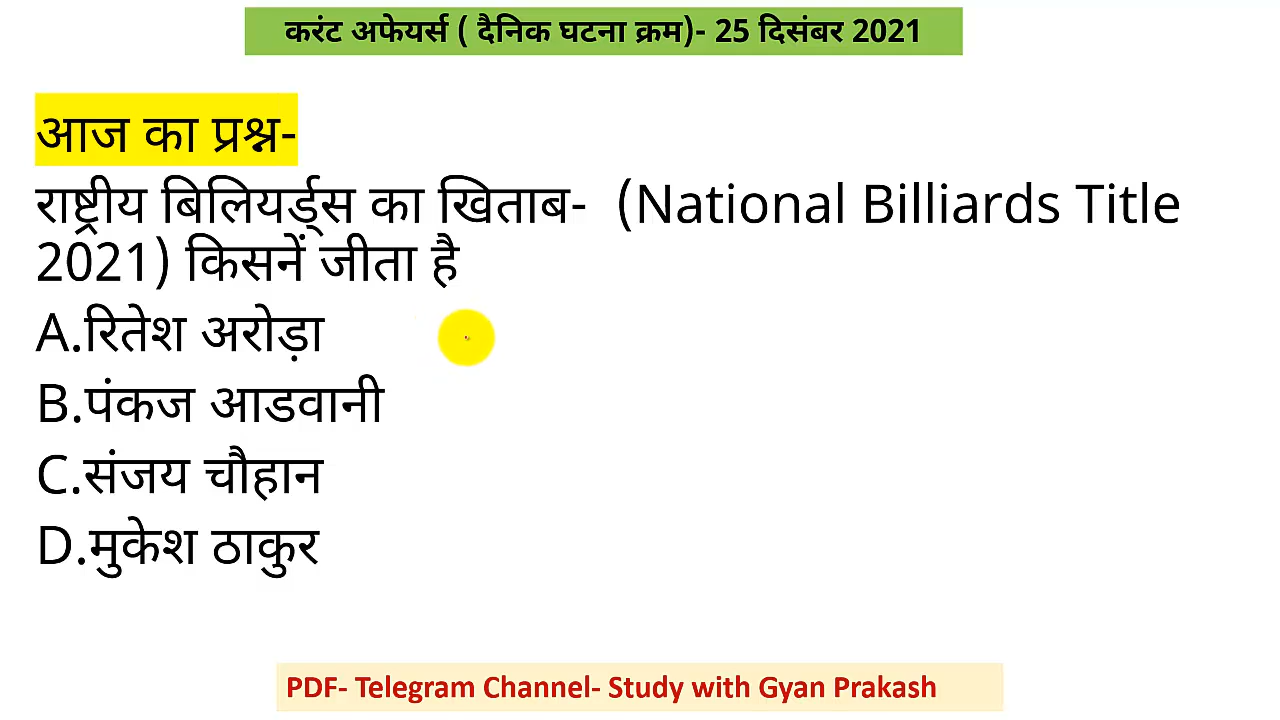 करंट अफेयर्स ( दैनिक घटना क्रम)- 25 दिसंबर 2021
आज का प्रश्न-
राष्ट्रीय बिलियर्ड्स का खिताब- (National Billiards Title
2021) किसनें जीता है
A.रितेश अरोड़ा
B.पंकज आडवानी
C.संजय चौहान
D.मुकेश ठाकुर
PDF- Telegram Channel- Study with Gyan Prakash